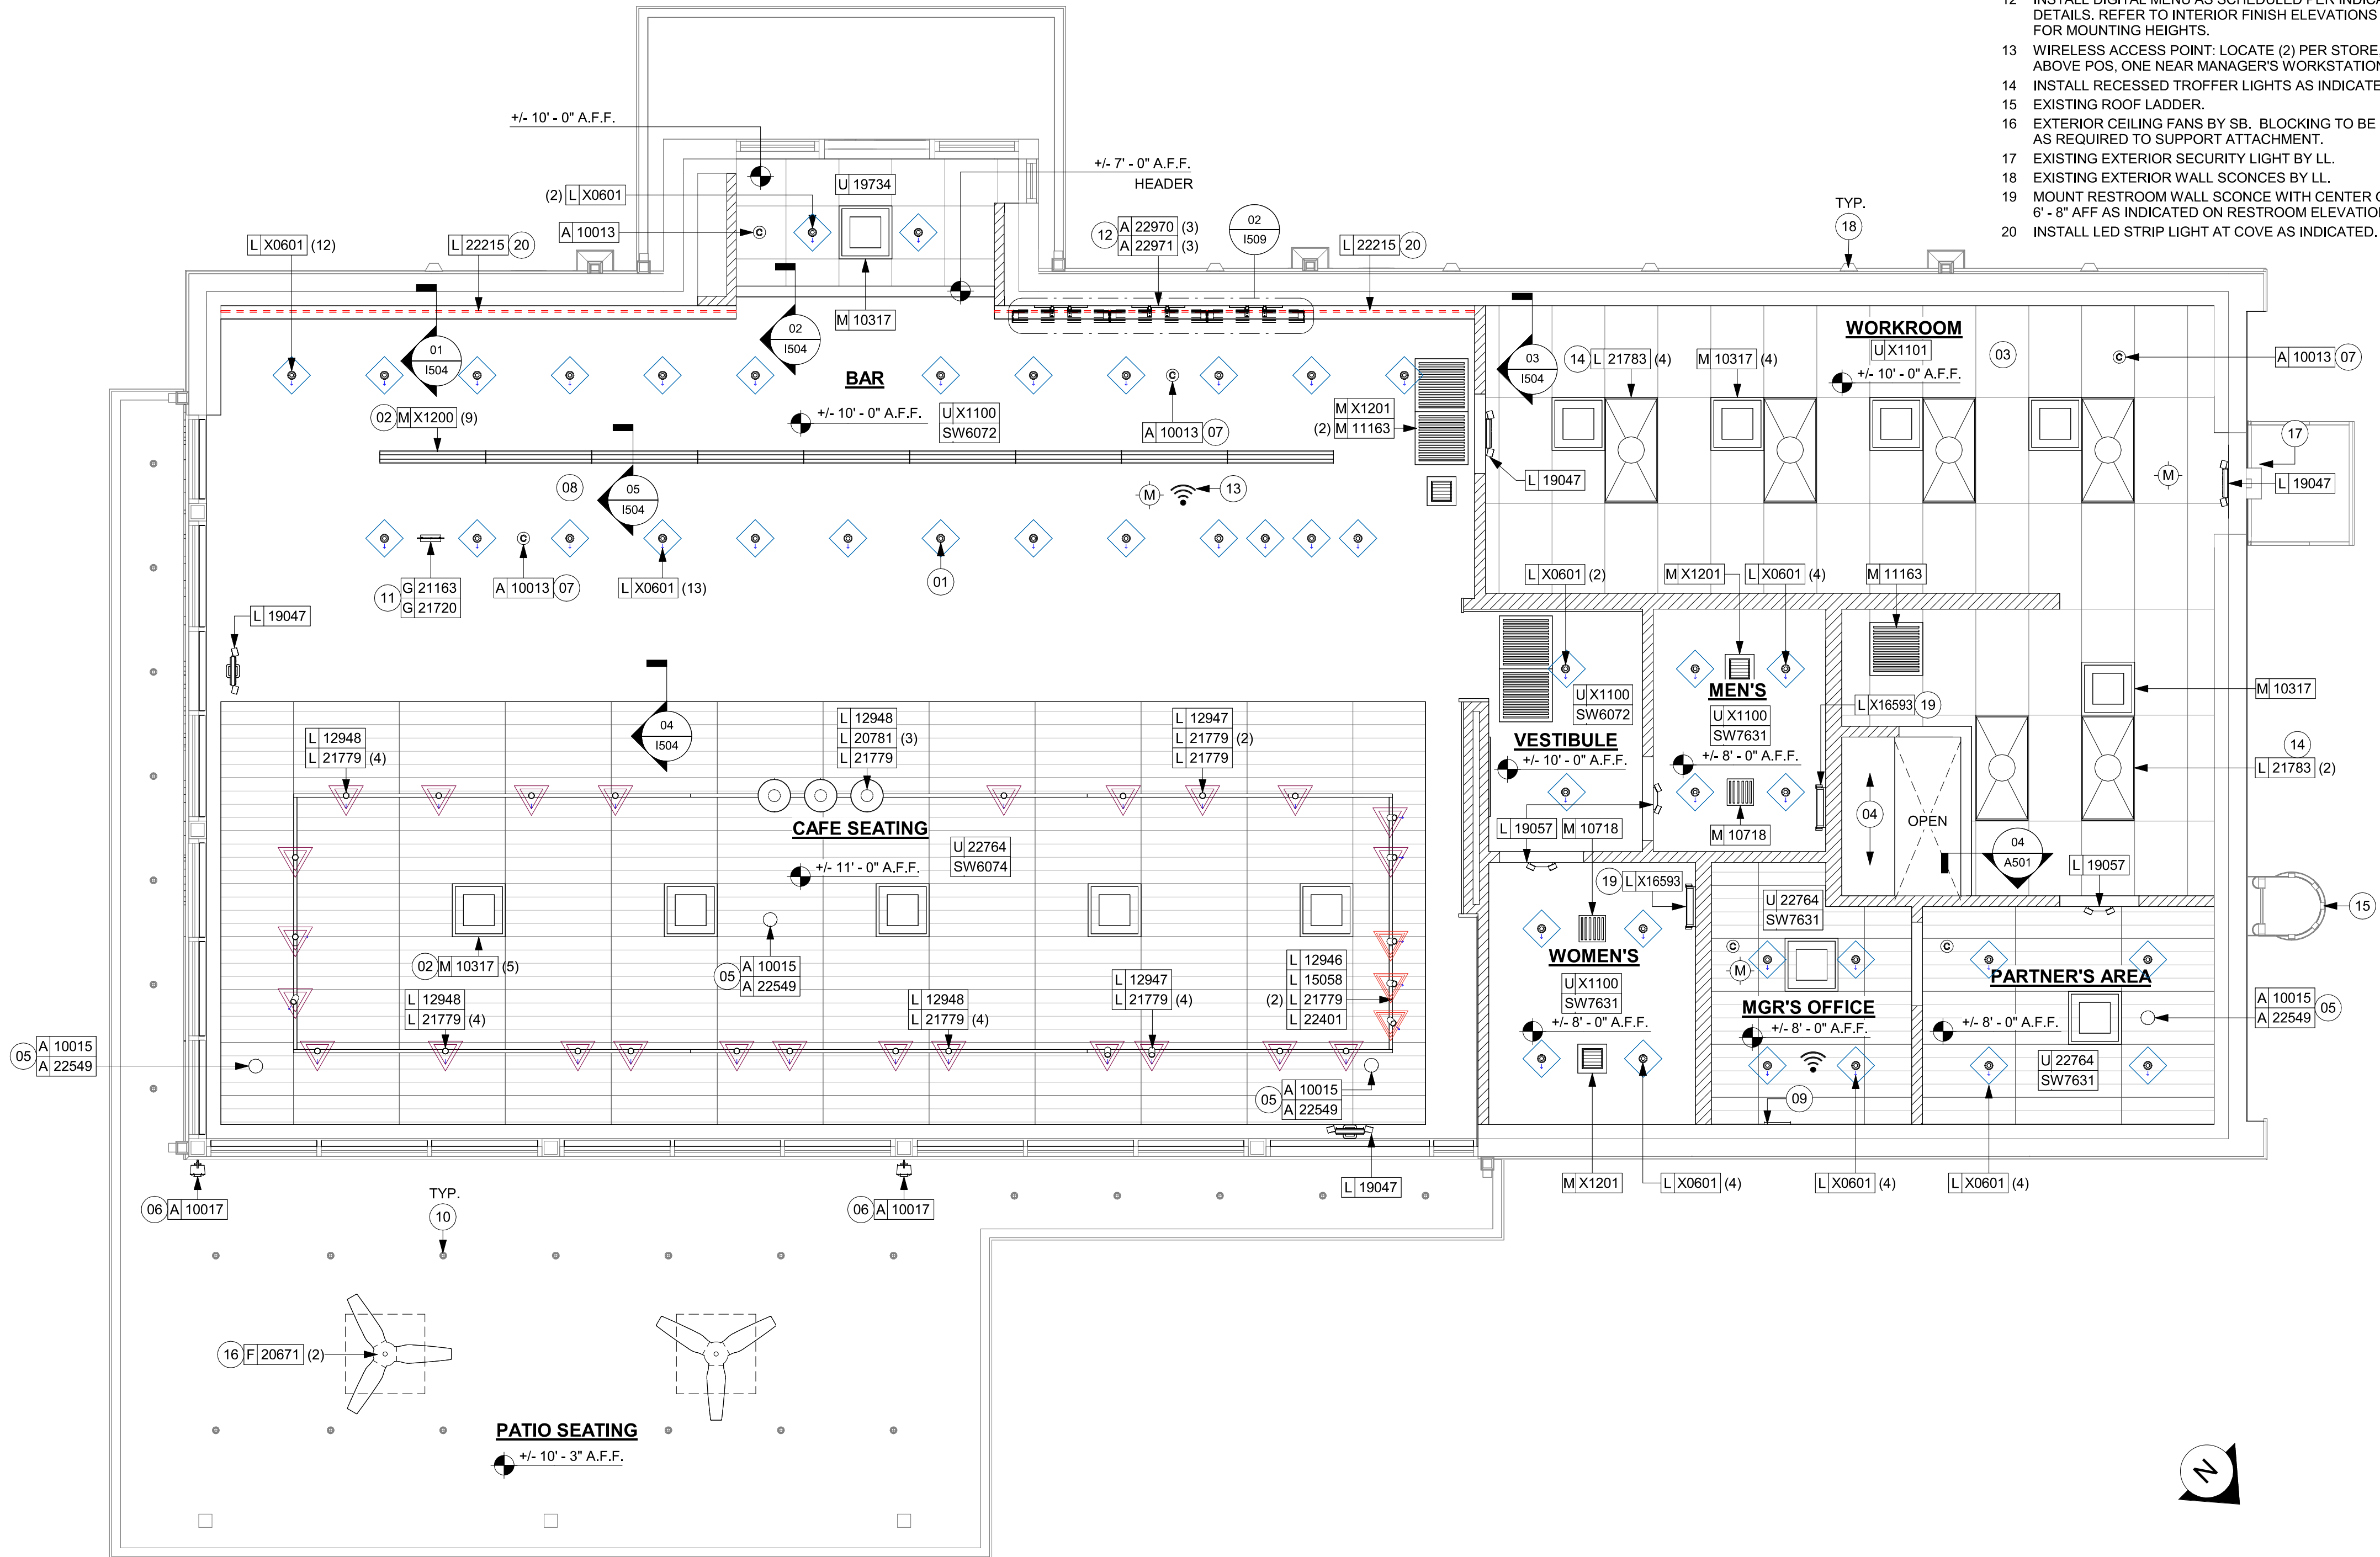 12 INSTALL DIGITAL MENU AS SCHEDULED PER
DETAILS. REFER TO INTERIOR FINISH ELEVATIONS
FOR MOUNTING HEIGHTS.
13 WIRELESS ACCESS POINT: LOCATE (2) PER STORE
ABOVE POS, ONE NEAR MANAGER'S
14 INSTALL RECESSED TROFFER LIGHTS AS
15 EXISTING ROOF LADDER.
16 EXTERIOR CEILING FANS BY SB. BLOCKING TO BE
AS REQUIRED TO SUPPORT ATTACHMENT.
17 EXISTING EXTERIOR SECURITY LIGHT BY LL.
18 EXISTING EXTERIOR WALL SCONCES BY LL.
19 MOUNT RESTROOM WALL SCONCE WITH CENTER
6' - 8" AFF AS INDICATED ON RESTROOM
20 INSTALL LED STRIP LIGHT AT COVE AS INDICATED.
+/- 10' - 0" A.F.F.
+/- 7' - 0" A.F.F.
HEADER
U 19734
(2) L X0601
A 10013
C
L X0601 (12)
L 22215 20
12 A 22970 (3)
A 22971 (3)
02
I509
L 22215 20
TYP.
18
M 10317
01
I504
02
I504
BAR
+/- 10' - 0" A.F.F.
U X1100
SW6072
C
A 10013 07
02 M X1200 (9)
M X1201
(2) M 11163
03
I504
14 L 21783 (4)
M 10317 (4)
WORKROOM
U X1101
+/- 10' - 0" A.F.F.
03
C
A 10013 07
17
L 19047
M
L 19047
08
05
I504
M
13
01
11 G 21163
G 21720
C
A 10013 07
L X0601 (13)
L 19047
L X0601 (2)
M X1201
L X0601 (4)
M 11163
M 10317
U X1100
SW6072
VESTIBULE
+/- 10' - 0" A.F.F.
MEN'S
U X1100
SW7631
+/- 8' - 0" A.F.F.
L X16593 19
14
L 21783 (2)
04
OPEN
04
A501
L 19057
M 10718
M 10718
L 19057
15
04
I504
L 12948
L 21779 (4)
L 12948
L 20781 (3)
L 21779
L 12947
L 21779 (2)
L 21779
CAFE SEATING
+/- 11' - 0" A.F.F.
U 22764
SW6074
02 M 10317 (5)
05 A 10015
A 22549
L 12948
L 21779 (4)
L 12948
L 21779 (4)
L 12947
L 21779 (4)
L 12946
L 15058
(2) L 21779
L 22401
05 A 10015
A 22549
05 A 10015
A 22549
19 L X16593
WOMEN'S
U X1100
SW7631
+/- 8' - 0" A.F.F.
U 22764
SW7631
C
M
MGR'S OFFICE
+/- 8' - 0" A.F.F.
09
C
PARTNER'S AREA
+/- 8' - 0" A.F.F.
U 22764
SW7631
A 10015
A 22549 05
M X1201
L X0601 (4)
L X0601 (4)
L X0601 (4)
L 19047
06 A 10017
TYP.
10
06 A 10017
16 F 20671 (2)
PATIO SEATING
+/- 10' - 3" A.F.F.
N